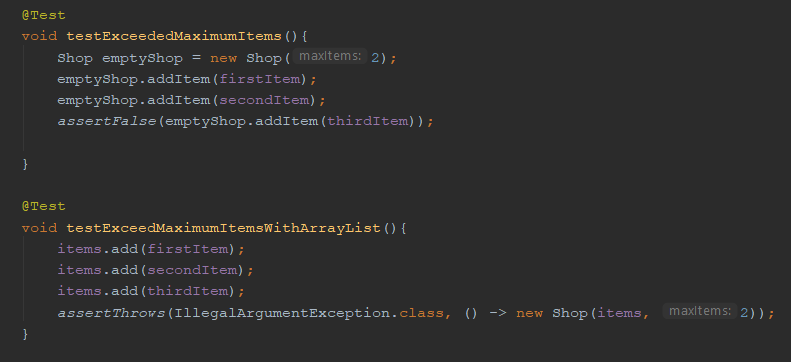 @Test
void testExceededMaximumItems(){
Shop emptyShop = new Shop( maxItems: 2);
emptyShop.addItem(firstItem);
emptyShop.addItem(secondItem);
assertFalse(emptyShop.addItem(thirdItem));
}
@Test
void testExceedMaximumItemsWithArrayList(){
items.add(firstItem);
items.add(secondItem);
items.add(thirdItem);
assertThrows(IllegalArgumentException.class, () -> new Shop(items, maxItems: 2));
}